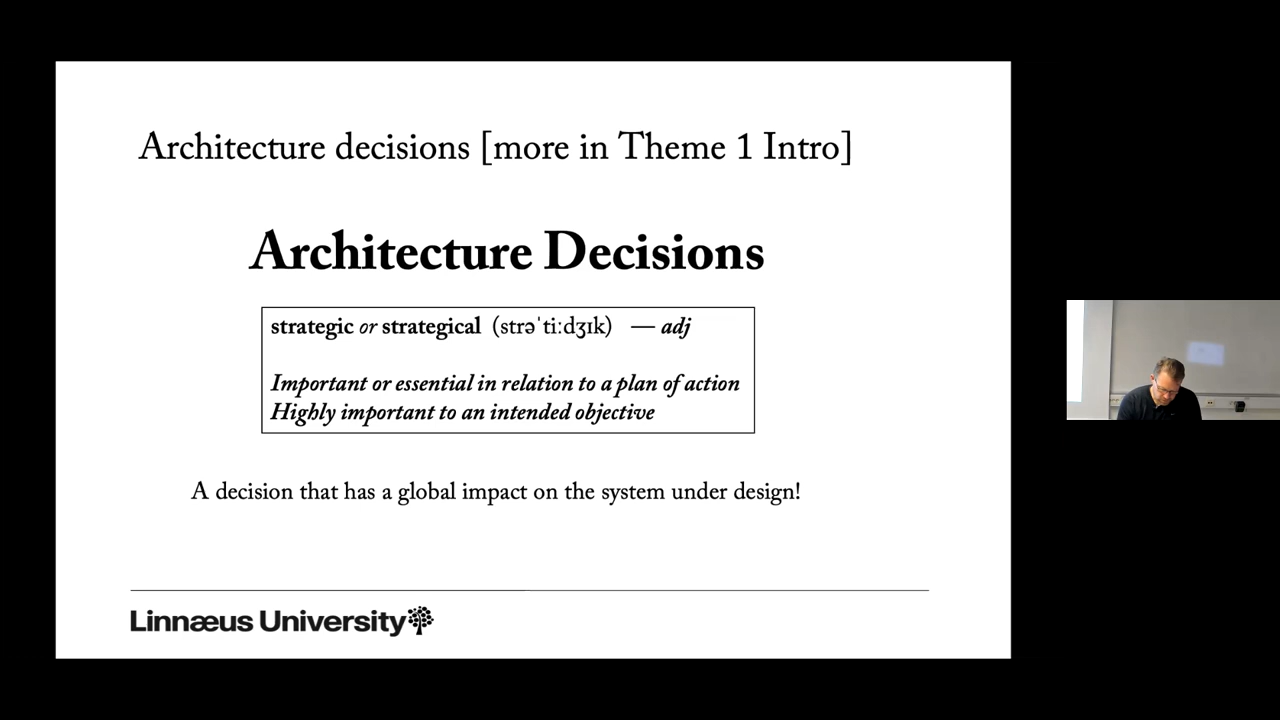 Architecture decisions [more in Theme 1 Intro]
Architecture Decisions
strategic or strategical (strəˈtiːdʒɪk) — adj
Important or essential in relation to a plan of action
Highly important to an intended objective
A decision that has a global impact on the system under design!
Linnæus University